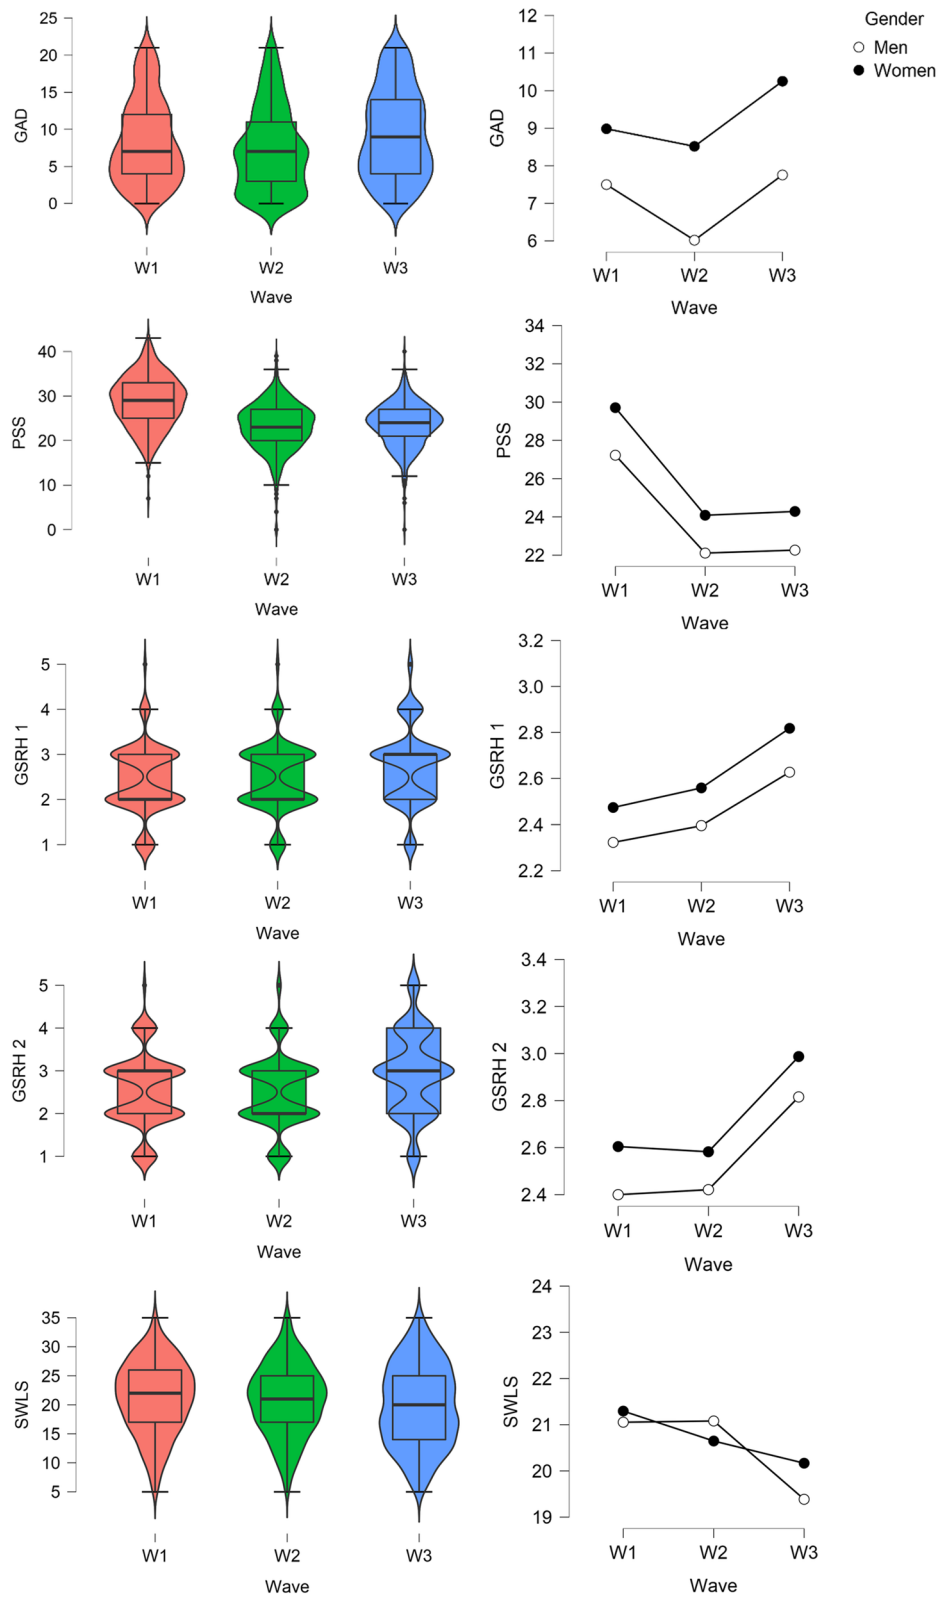 25
20
15
10
5
0
GAD
W1
W2
W3
Wave
12
11
10
9
8
7
6
GAD
W1
W2
W3
Wave
Gender
Men
Women
40
30
20
10
0
PSS
W1
W2
W3
Wave
34
32
30
28
26
24
22
PSS
W1
W2
W3
Wave
5
4
3
2
1
GSRH 1
W1
W2
W3
Wave
3.2
3.0
2.8
2.6
2.4
2.2
GSRH 1
W1
W2
W3
Wave
5
4
3
2
1
GSRH 2
W1
W2
W3
Wave
3.4
3.2
3.0
2.8
2.6
2.4
GSRH 2
W1
W2
W3
Wave
35
30
25
20
15
10
5
SWLS
W1
W2
W3
Wave
24
23
22
21
20
19
SWLS
W1
W2
W3
Wave